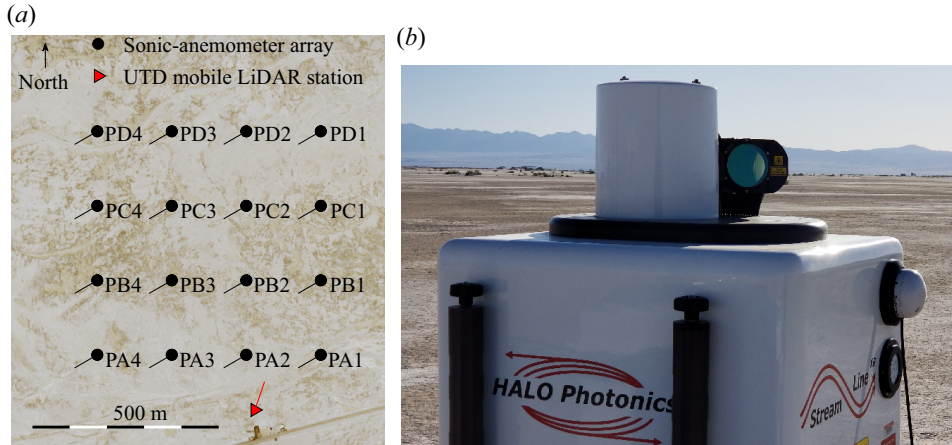 (a)
Sonic-anemometer array
North
UTD mobile LiDAR station
PD4 PD3 PD2 PD1
PC4 PC3 PC2 PC1
PB4 PB3 PB2 PB1
PA4 PA3 PA2 PA1
500 m
(b)
HALO Photonics
Stream Line